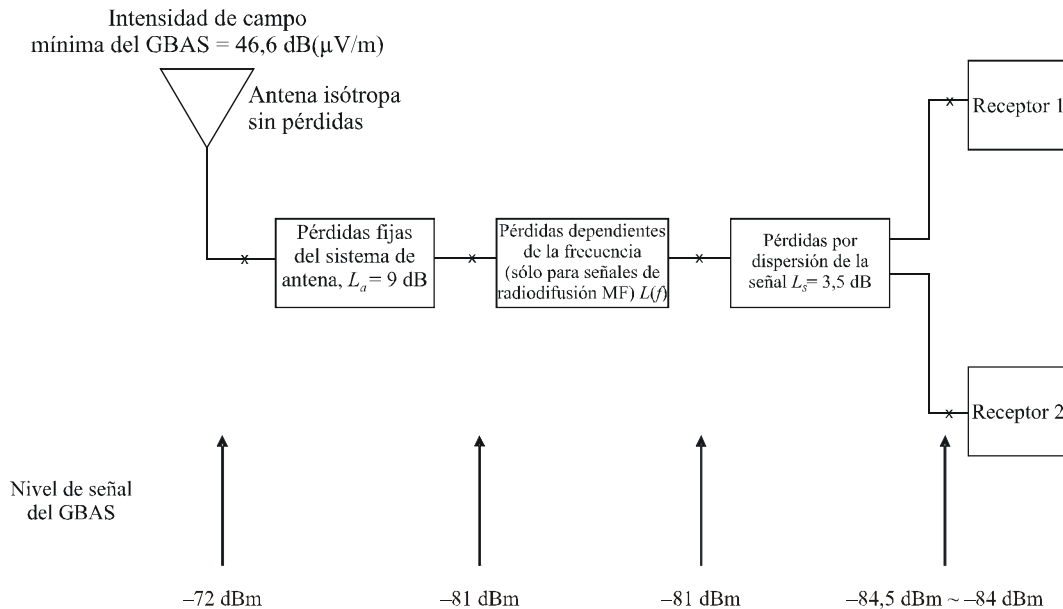 Intensidad de campo
mínima del GBAS = 46,6 dB(µV/m)
Antena isótropa
sin pérdidas
Receptor 1
Pérdidas fijas
del sistema de
antena, Lₐ = 9 dB
Pérdidas dependientes
de la frecuencia
(sólo para señales de
radiodifusión MF) L(f)
Pérdidas por
dispersión de la
señal Lₛ = 3,5 dB
Receptor 2
Nivel de señal
del GBAS
–72 dBm
–81 dBm
–81 dBm
–84,5 dBm ~ –84 dBm